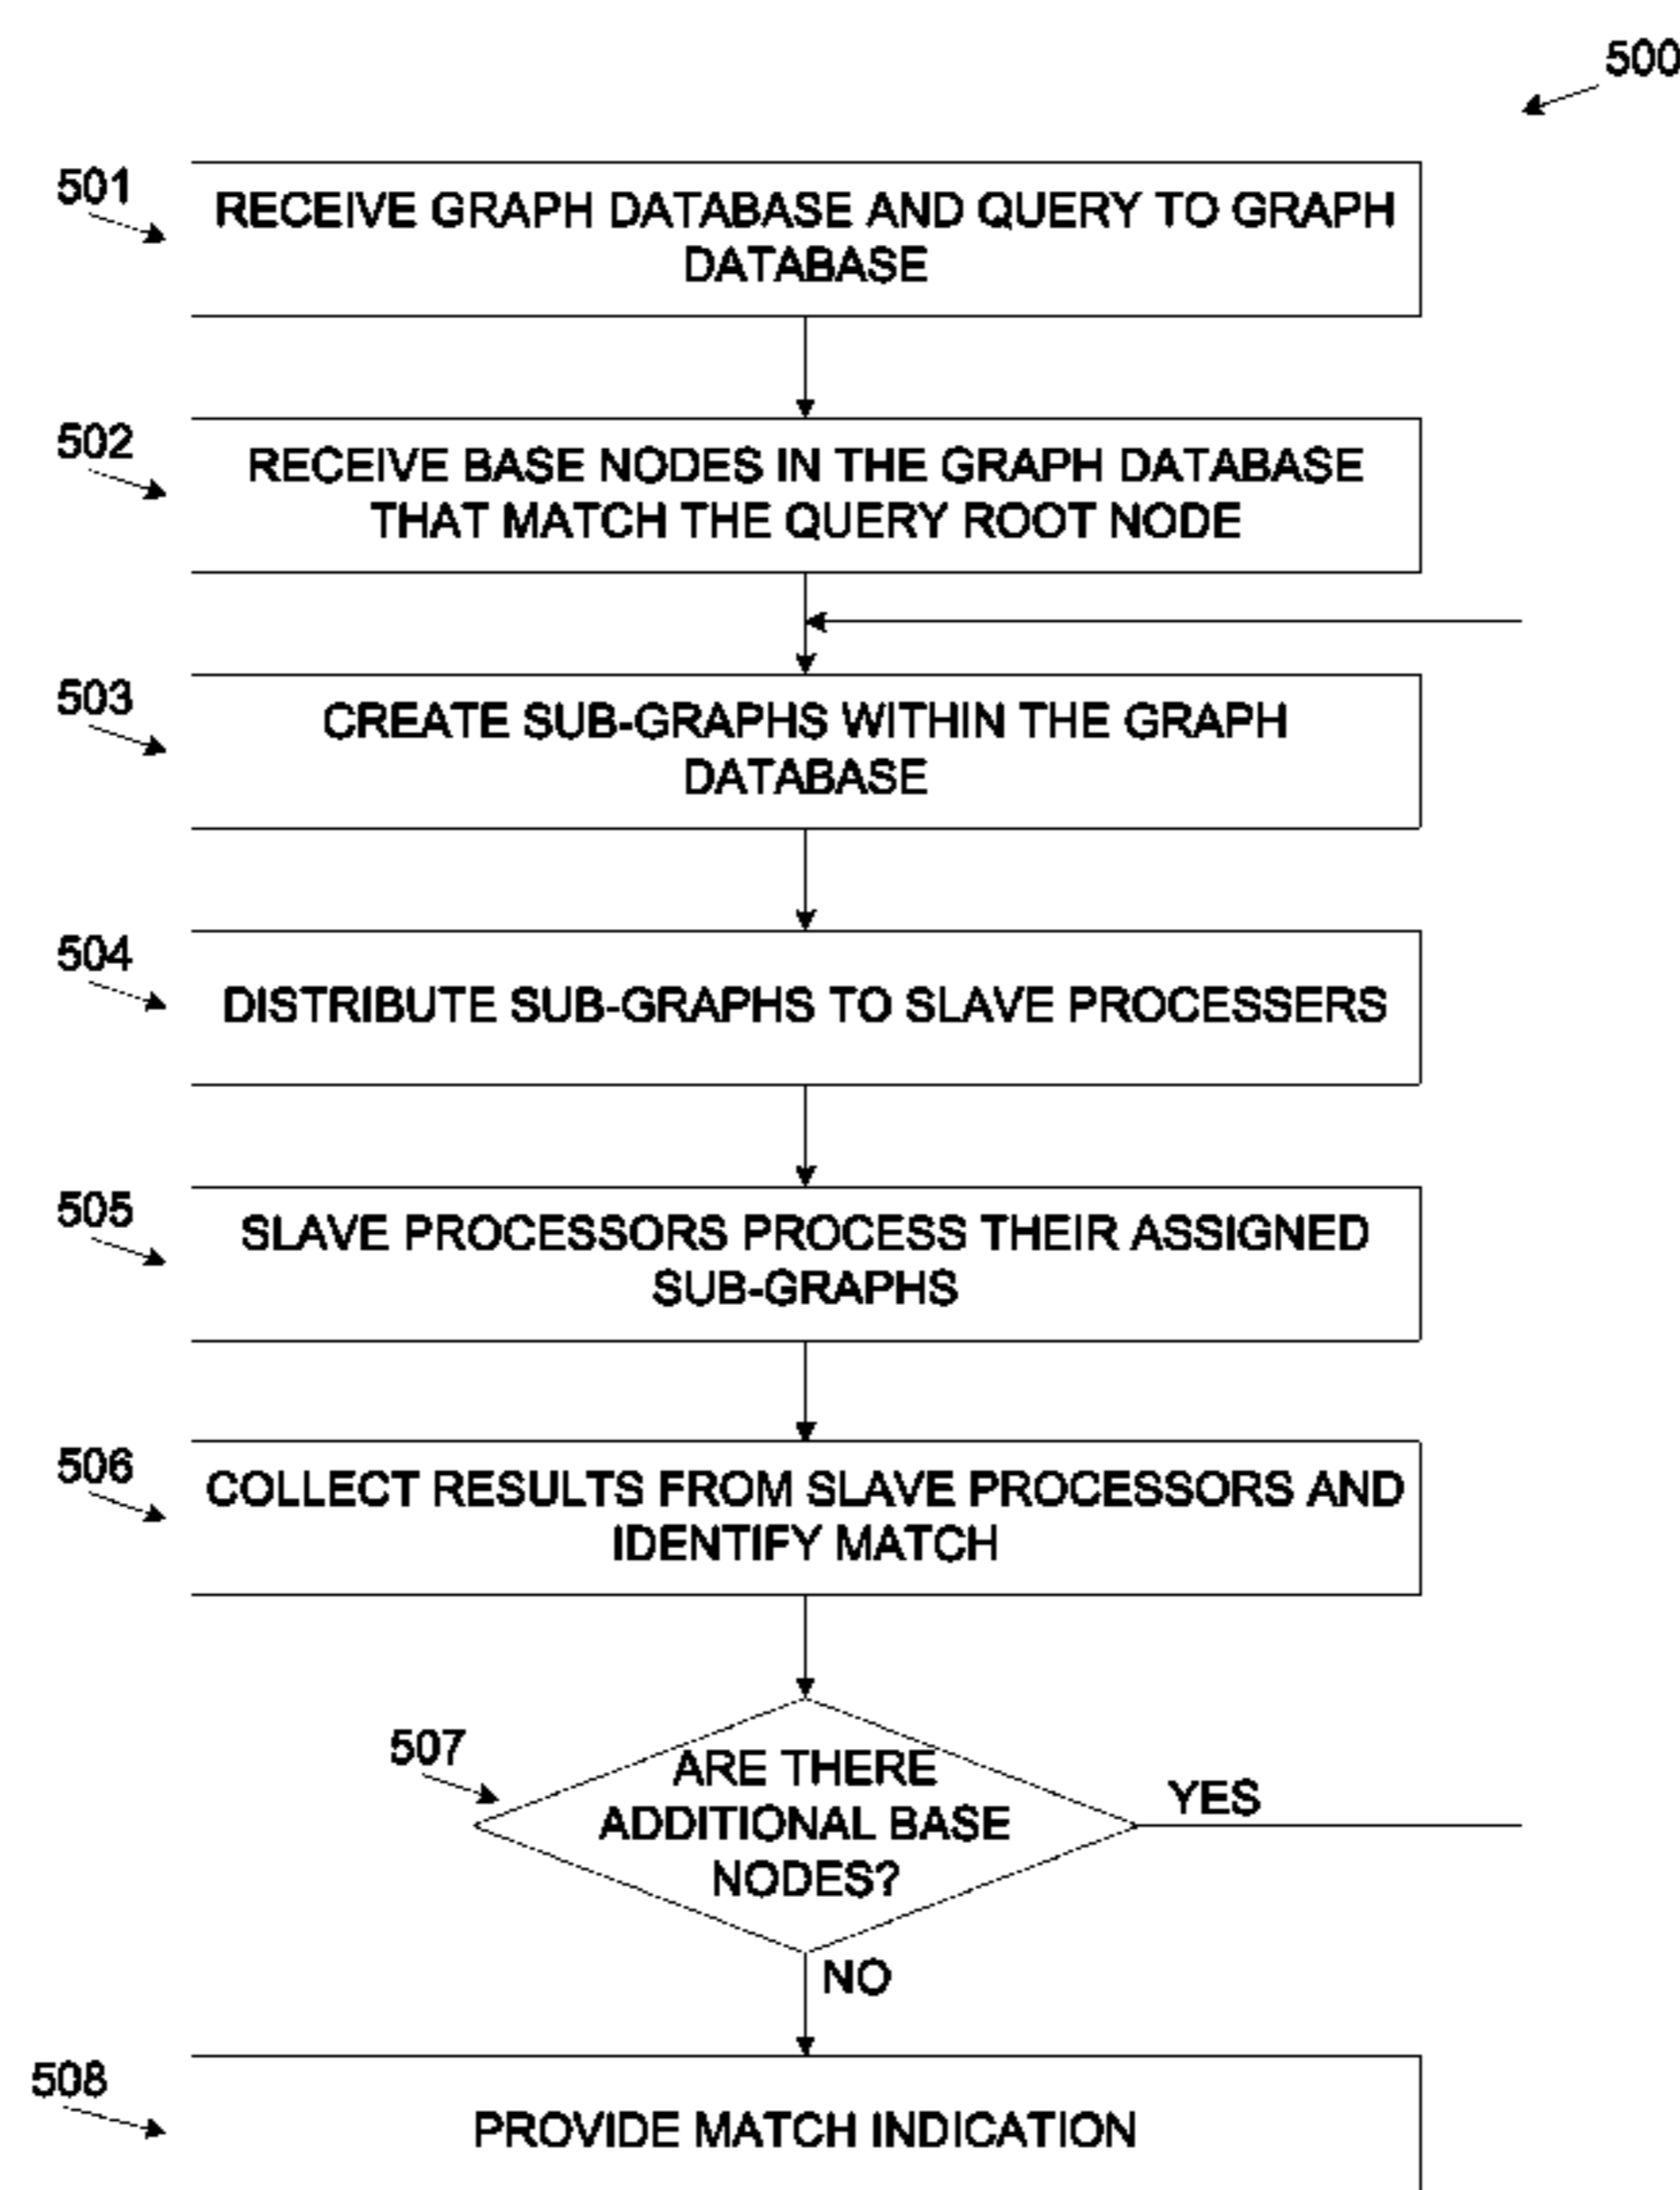 500
501
RECEIVE GRAPH DATABASE AND QUERY TO GRAPH
DATABASE
502
RECEIVE BASE NODES IN THE GRAPH DATABASE
THAT MATCH THE QUERY ROOT NODE
503
CREATE SUB-GRAPHS WITHIN THE GRAPH
DATABASE
504
DISTRIBUTE SUB-GRAPHS TO SLAVE PROCESSERS
505
SLAVE PROCESSORS PROCESS THEIR ASSIGNED
SUB-GRAPHS
506
COLLECT RESULTS FROM SLAVE PROCESSORS AND
IDENTIFY MATCH
507
ARE THERE
ADDITIONAL BASE
NODES?
YES
NO
508
PROVIDE MATCH INDICATION